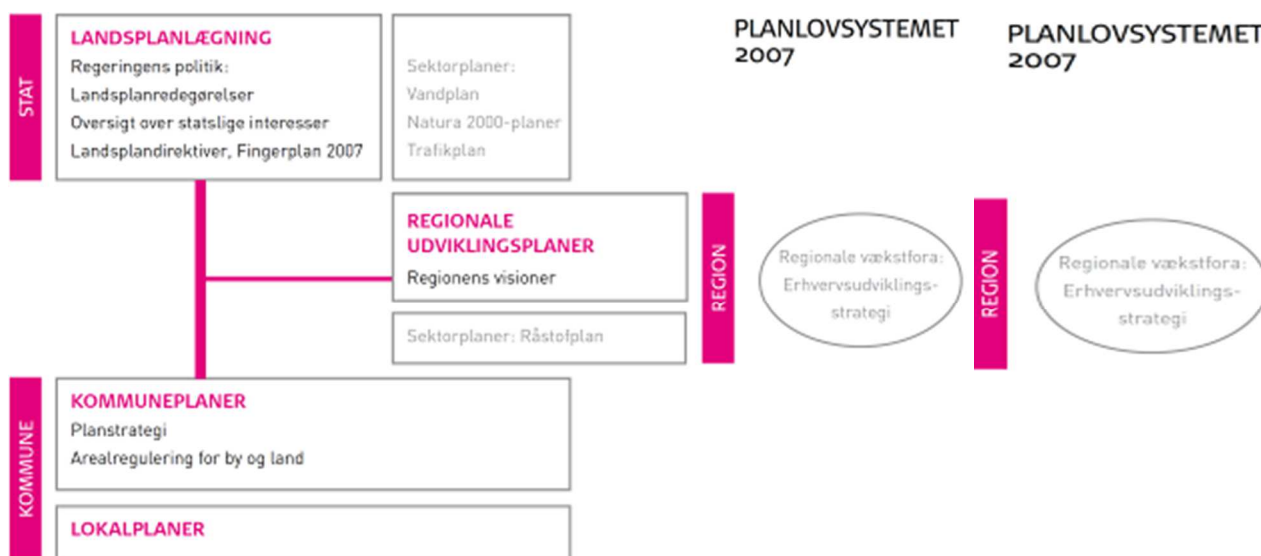 PLANLOVSYSTEMET
2007
PLANLOVSYSTEMET
2007
STAT
LANDSPLANLÆGNING
Regeringens politik:
Landsplanredegørelser
Oversigt over statslige interesser
Landsplandirektiver, Fingerplan 2007
Sektorplaner:
Vandplan
Natura 2000-planer
Trafikplan
REGIONALE
UDVIKLINGSPLANER
Regionens visioner
Sektorplaner: Råstofplan
REGION
Regionale vækstfora:
Erhvervsudviklings-
strategi
REGION
Regionale vækstfora:
Erhvervsudviklings-
strategi
KOMMUNE
KOMMUNEPLANER
Planstrategi
Arealregulering for by og land
LOKALPLANER